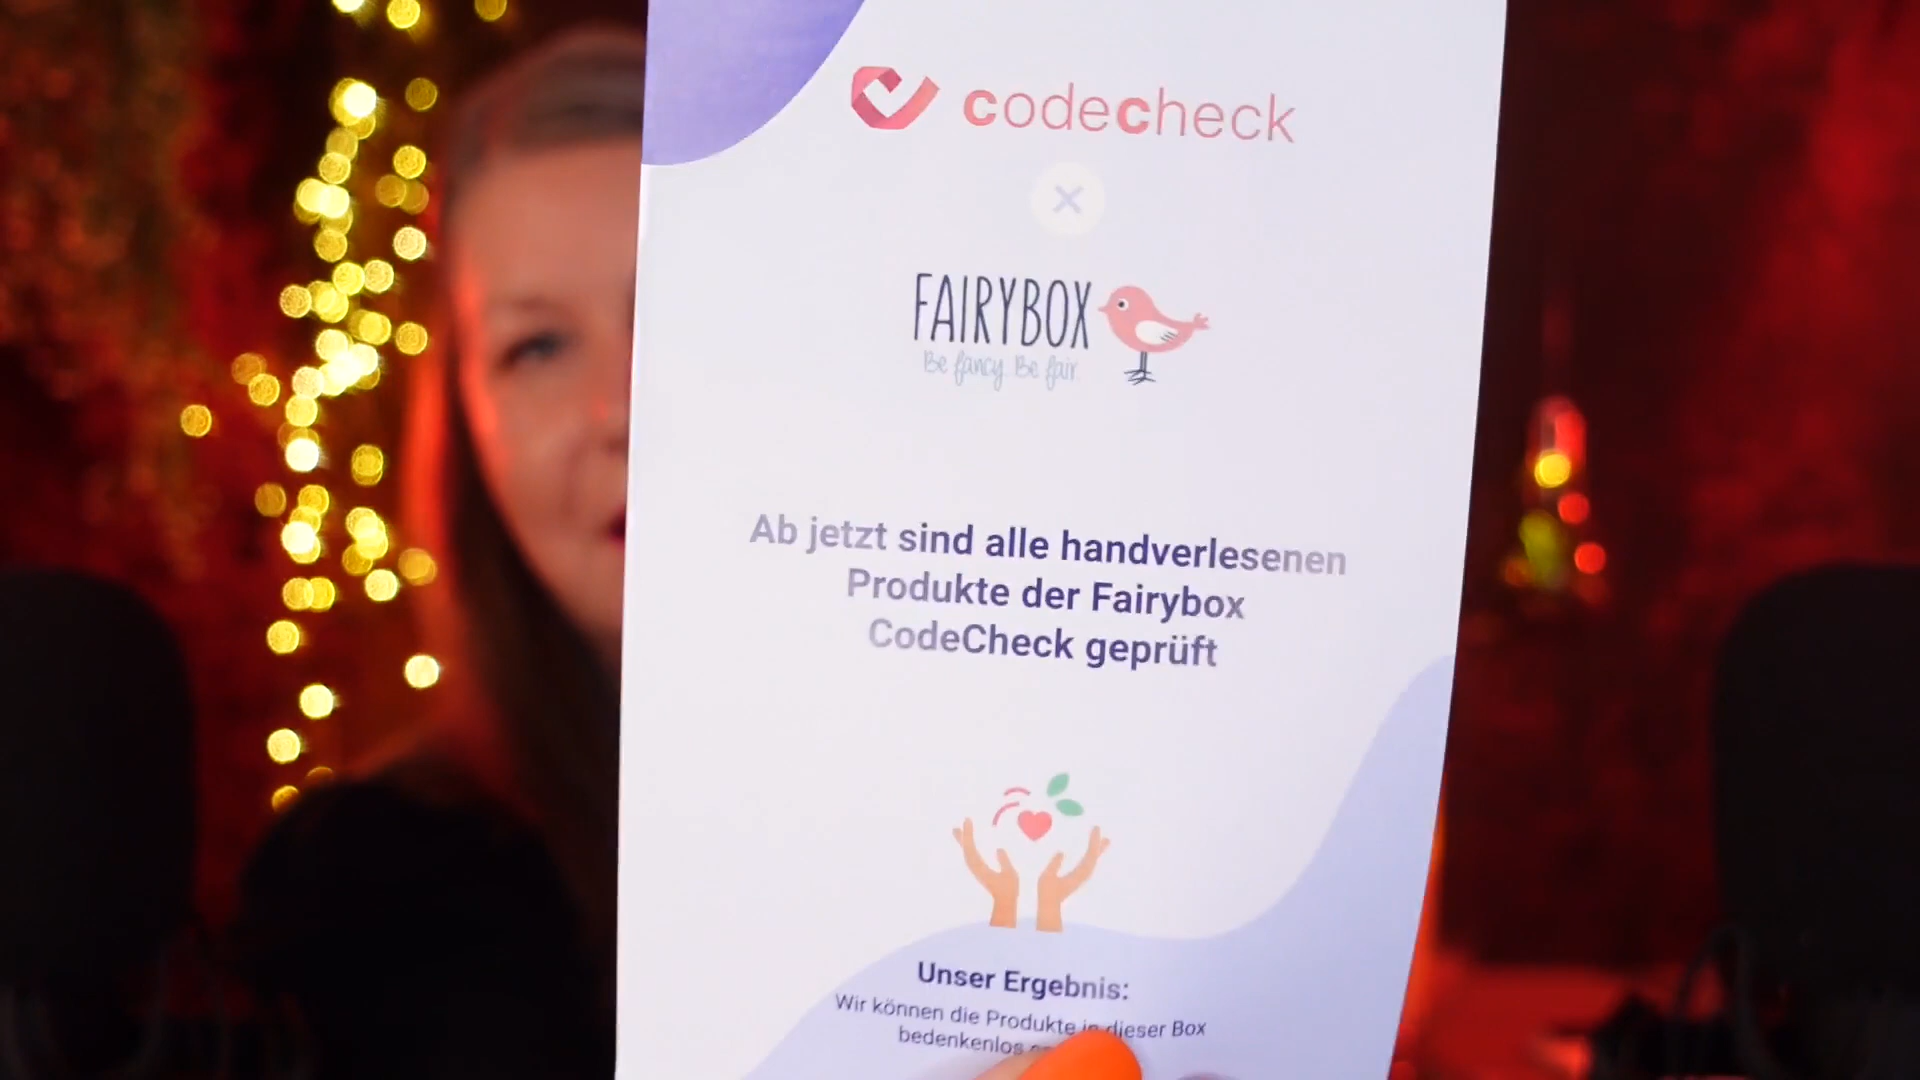 codecheck
×
FAIRYBOX
Be fancy. Be fair
Ab jetzt sind alle handverlesenen
Produkte der Fairybox
CodeCheck geprüft
Unser Ergebnis:
Wir können die Produkte in dieser Box
bedenkenlos